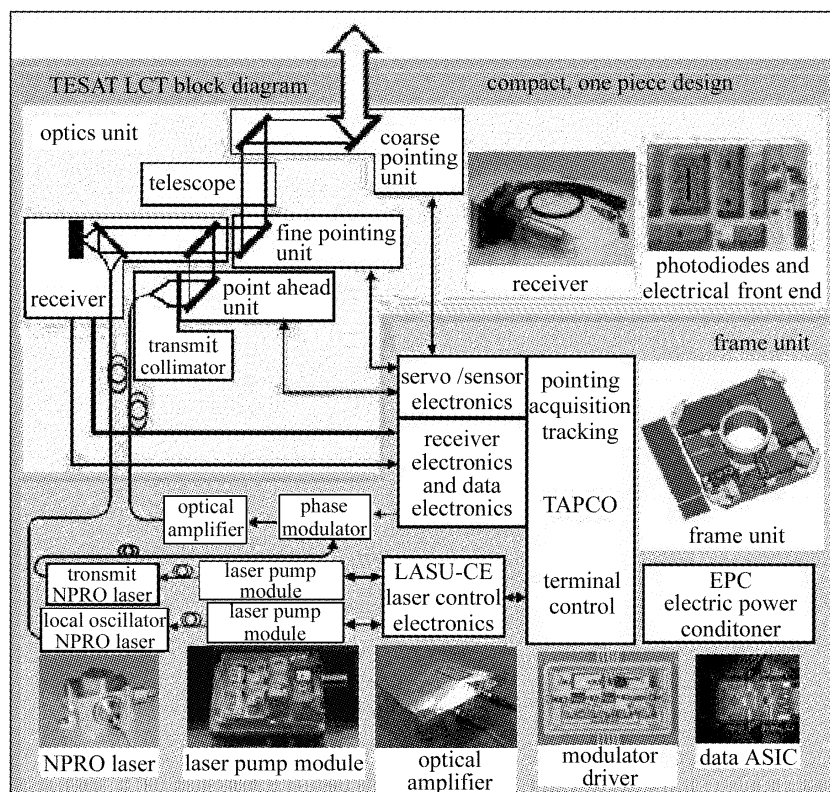 TESAT LCT block diagram
compact, one piece design
optics unit
coarse
pointing
unit
telescope
fine pointing
unit
receiver
point ahead
unit
transmit
collimator
receiver
photodiodes and
electrical front end
frame unit
servo /sensor
electronics
pointing
acquisition
tracking
receiver
electronics
and data
electronics
TAPCO
frame unit
optical
amplifier
phase
modulator
tronsmit
NPRO laser
laser pump
module
LASU-CE
laser control
electronics
terminal
control
EPC
electric power
conditoner
local oscillator
NPRO laser
laser pump
module
NPRO laser
laser pump module
optical
amplifier
modulator
driver
data ASIC